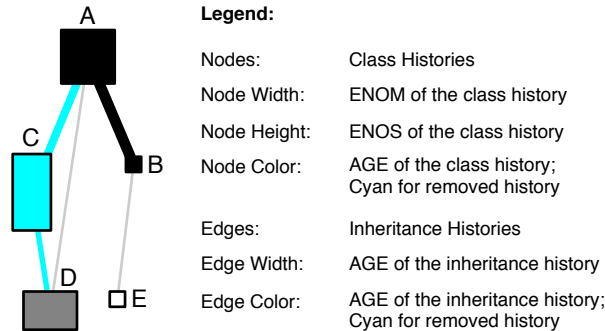 A
C
B
D
E
Legend:
Nodes: Class Histories
Node Width: ENOM of the class history
Node Height: ENOS of the class history
Node Color: AGE of the class history;
Cyan for removed history
Edges: Inheritance Histories
Edge Width: AGE of the inheritance history
Edge Color: AGE of the inheritance history;
Cyan for removed history